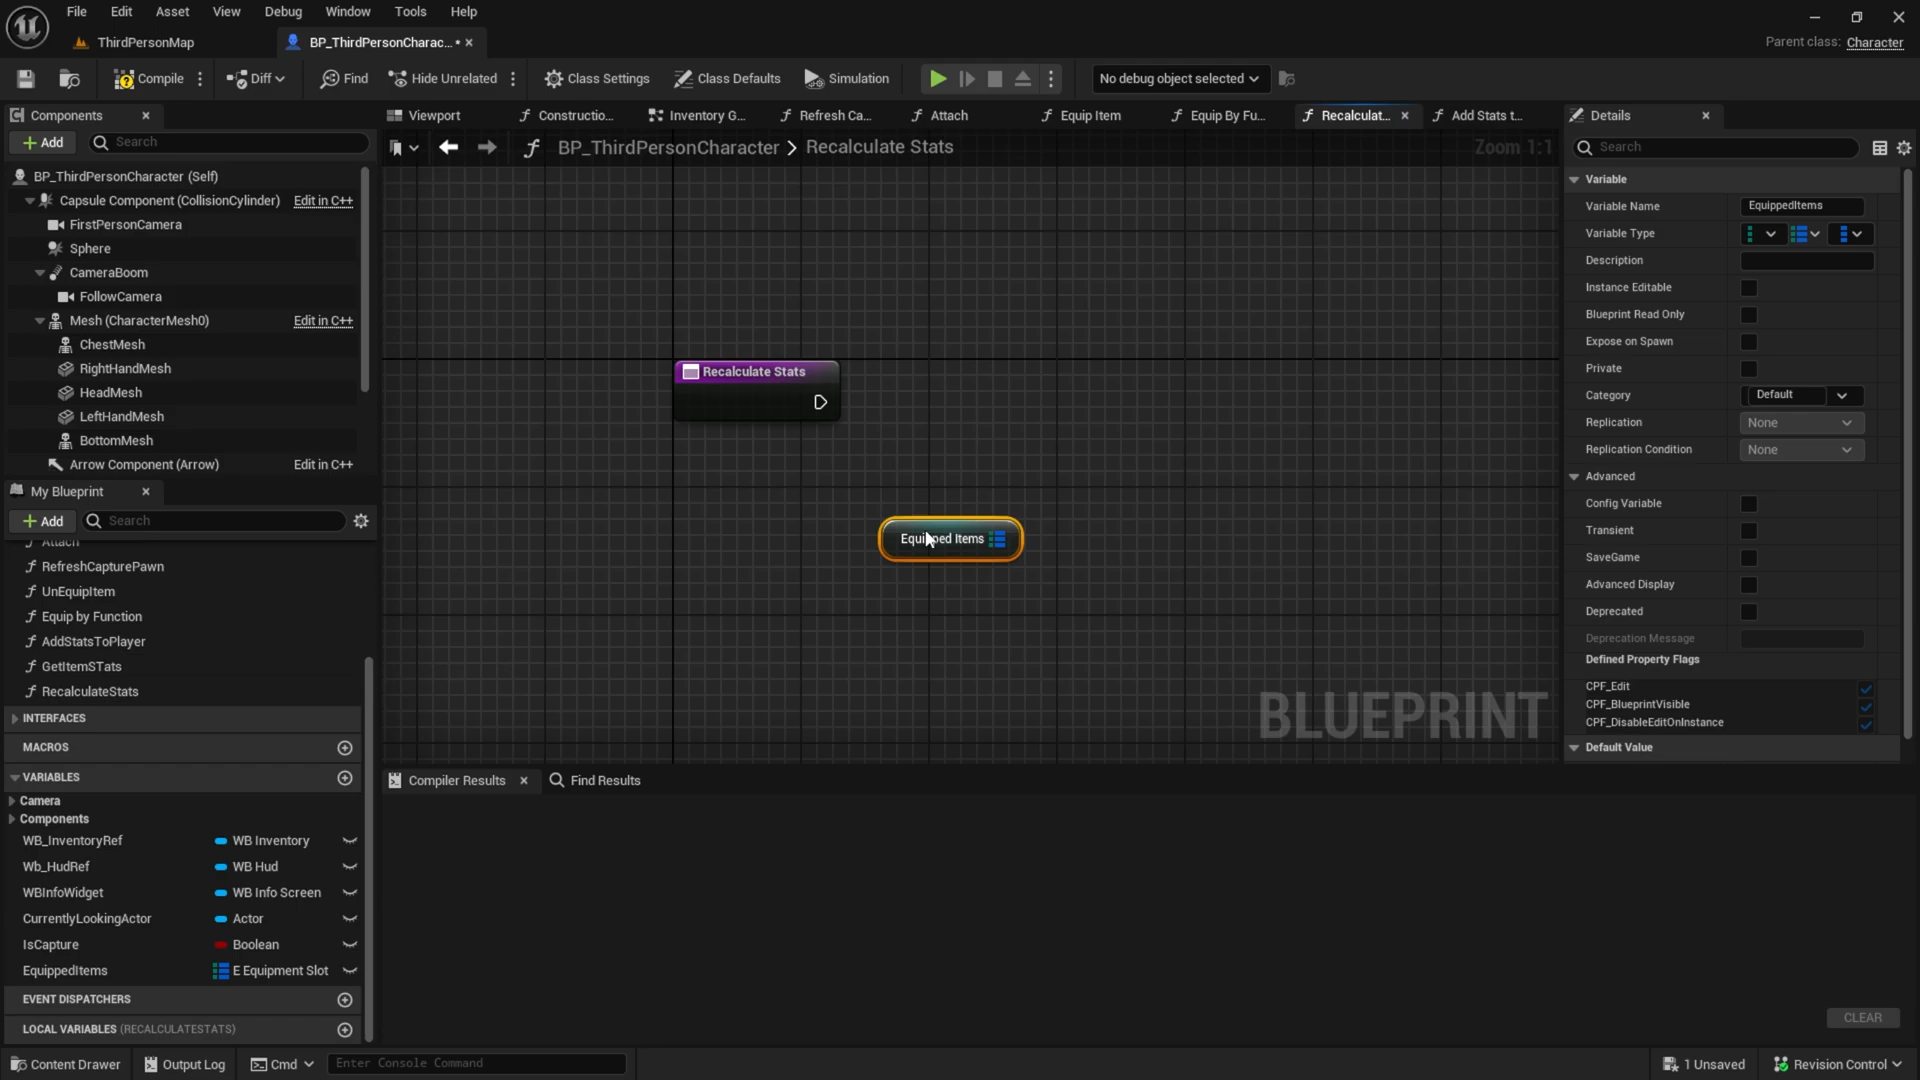 File Edit Asset View Debug Window Tools Help
ThirdPersonMap BP_ThirdPersonCharac... •
Parent class: Character
Compile Diff Find Hide Unrelated Class Settings Class Defaults Simulation No debug object selected
Components
Add Search
BP_ThirdPersonCharacter (Self)
Capsule Component (CollisionCylinder) Edit in C++
FirstPersonCamera
Sphere
CameraBoom
FollowCamera
Mesh (CharacterMesh0) Edit in C++
ChestMesh
RightHandMesh
HeadMesh
LeftHandMesh
BottomMesh
Arrow Component (Arrow) Edit in C++
My Blueprint
Add Search
Attach
RefreshCapturePawn
UnEquipItem
Equip by Function
AddStatsToPlayer
GetItemSTats
RecalculateStats
INTERFACES
MACROS
VARIABLES
Camera
Components
WB_InventoryRef WB Inventory
Wb_HudRef WB Hud
WBInfoWidget WB Info Screen
CurrentlyLookingActor Actor
IsCapture Boolean
EquippedItems E Equipment Slot
EVENT DISPATCHERS
LOCAL VARIABLES (RECALCULATESTATS)
Viewport Constructio... Inventory G... Refresh Ca... Attach Equip Item Equip By Fu... Recalculat... Add Stats t...
BP_ThirdPersonCharacter > Recalculate Stats
Zoom 1:1
Recalculate Stats
Equipped Items
BLUEPRINT
Compiler Results Find Results
CLEAR
Details
Search
Variable
Variable Name EquippedItems
Variable Type
Description
Instance Editable
Blueprint Read Only
Expose on Spawn
Private
Category Default
Replication None
Replication Condition None
Advanced
Config Variable
Transient
SaveGame
Advanced Display
Deprecated
Deprecation Message
Defined Property Flags
CPF_Edit
CPF_BlueprintVisible
CPF_DisableEditOnInstance
Default Value
Content Drawer Output Log Cmd Enter Console Command 1 Unsaved Revision Control